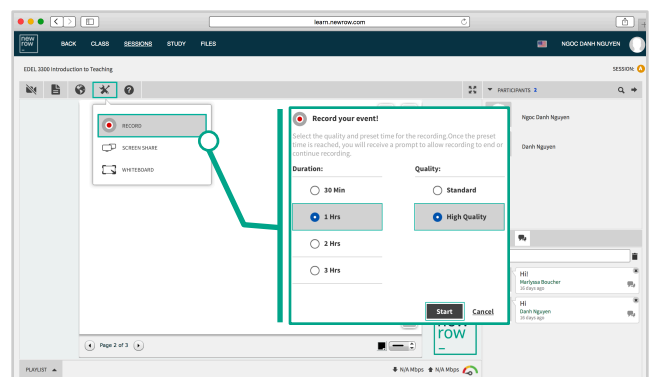 learn.newrow.com
new
row
BACK CLASS SESSIONS STUDY FILES
NGOC DANH NGUYEN
EDEL 3300 Introduction to Teaching
SESSION:
PARTICIPANTS 2
RECORD
SCREEN SHARE
WHITEBOARD
Record your event!
Select the quality and preset time for the recording.Once the preset
time is reached, you will receive a prompt to allow recording to end or
continue recording.
Duration: Quality:
30 Min Standard
1 Hrs High Quality
2 Hrs
3 Hrs
Start Cancel
Ngoc Danh Nguyen
Danh Nguyen
Hi!
Marlyssa Boucher
16 days ago
Hi
Danh Nguyen
16 days ago
new
row
Page 2 of 3
PLAYLIST
N/A Mbps N/A Mbps